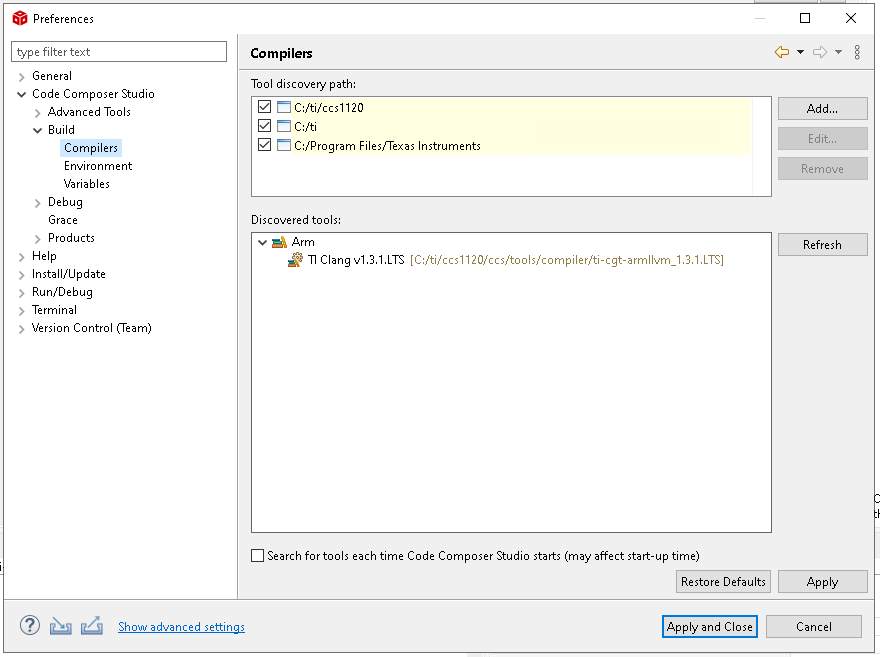 Preferences
type filter text
General
Code Composer Studio
Advanced Tools
Build
Compilers
Environment
Variables
Debug
Grace
Products
Help
Install/Update
Run/Debug
Terminal
Version Control (Team)
Compilers
Tool discovery path:
C:/ti/ccs1120
C:/ti
C:/Program Files/Texas Instruments
Add...
Edit...
Remove
Discovered tools:
Arm
TI Clang v1.3.1.LTS [C:/ti/ccs1120/ccs/tools/compiler/ti-cgt-armllvm_1.3.1.LTS]
Refresh
Search for tools each time Code Composer Studio starts (may affect start-up time)
Restore Defaults
Apply
?
Show advanced settings
Apply and Close
Cancel